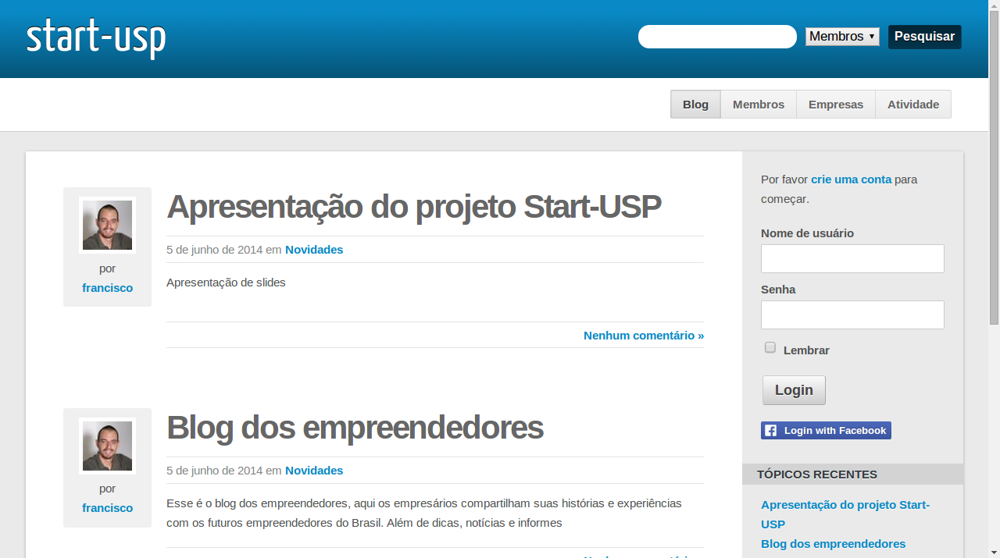 start-usp
Membros
Pesquisar
Blog
Membros
Empresas
Atividade
por
francisco
Apresentação do projeto Start-USP
5 de junho de 2014 em Novidades
Apresentação de slides
Nenhum comentário »
por
francisco
Blog dos empreendedores
5 de junho de 2014 em Novidades
Esse é o blog dos empreendedores, aqui os empresários compartilham suas histórias e experiências
com os futuros empreendedores do Brasil. Além de dicas, notícias e informes
Por favor crie uma conta para
começar.
Nome de usuário
Senha
Lembrar
Login
Login with Facebook
TÓPICOS RECENTES
Apresentação do projeto Start-
USP
Blog dos empreendedores